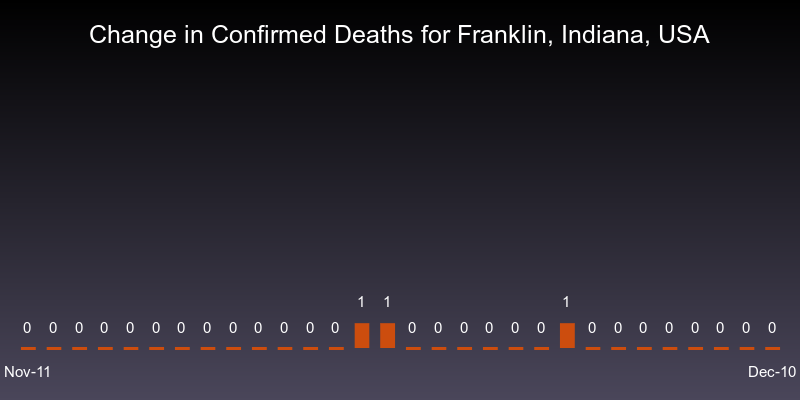 Change in Confirmed Deaths for Franklin, Indiana, USA
1 1 1
0 0 0 0 0 0 0 0 0 0 0 0 0 0 0 0 0 0 0 0 0 0 0 0 0 0 0
Nov-11 Dec-10